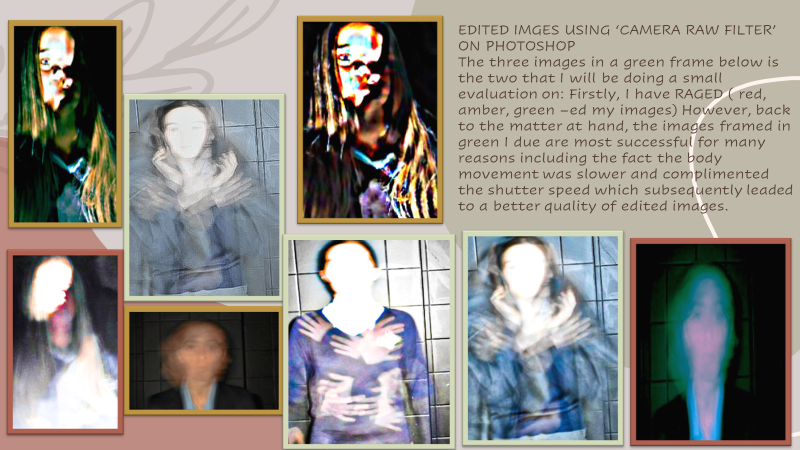 EDITED IMGES USING ‘CAMERA RAW FILTER’
ON PHOTOSHOP
The three images in a green frame below is
the two that I will be doing a small
evaluation on: Firstly, I have RAGED ( red,
amber, green –ed my images) However, back
to the matter at hand, the images framed in
green I due are most successful for many
reasons including the fact the body
movement was slower and complimented
the shutter speed which subsequently leaded
to a better quality of edited images.